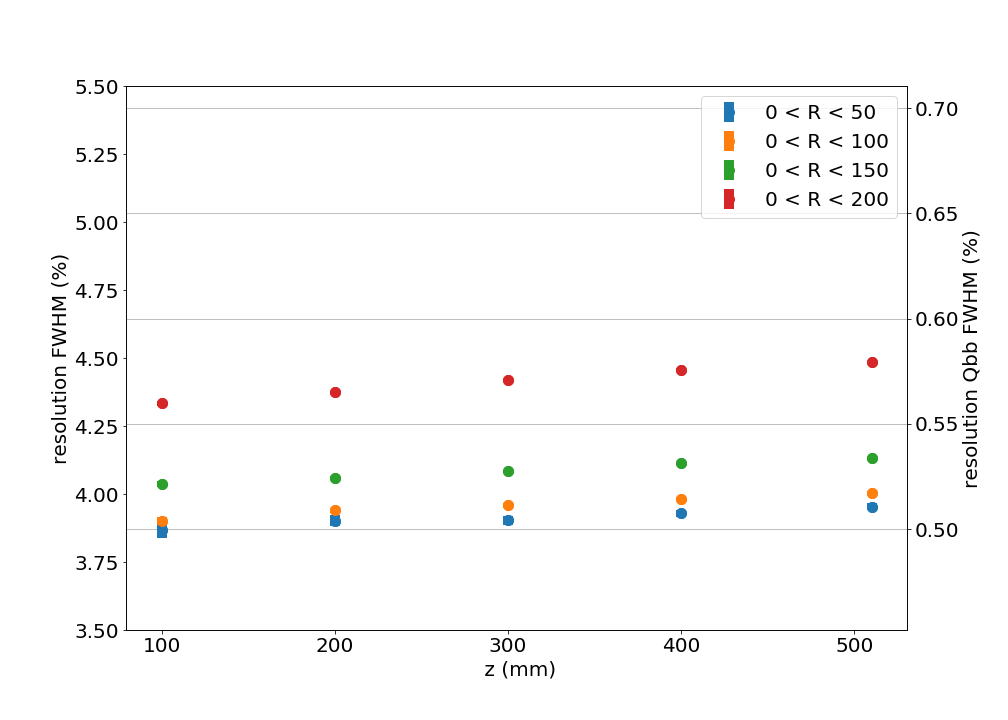 5.50
5.25
5.00
4.75
4.50
4.25
4.00
3.75
3.50
resolution FWHM (%)
100
200
300
400
500
z (mm)
0.70
0.65
0.60
0.55
0.50
resolution Qbb FWHM (%)
0 < R < 50
0 < R < 100
0 < R < 150
0 < R < 200